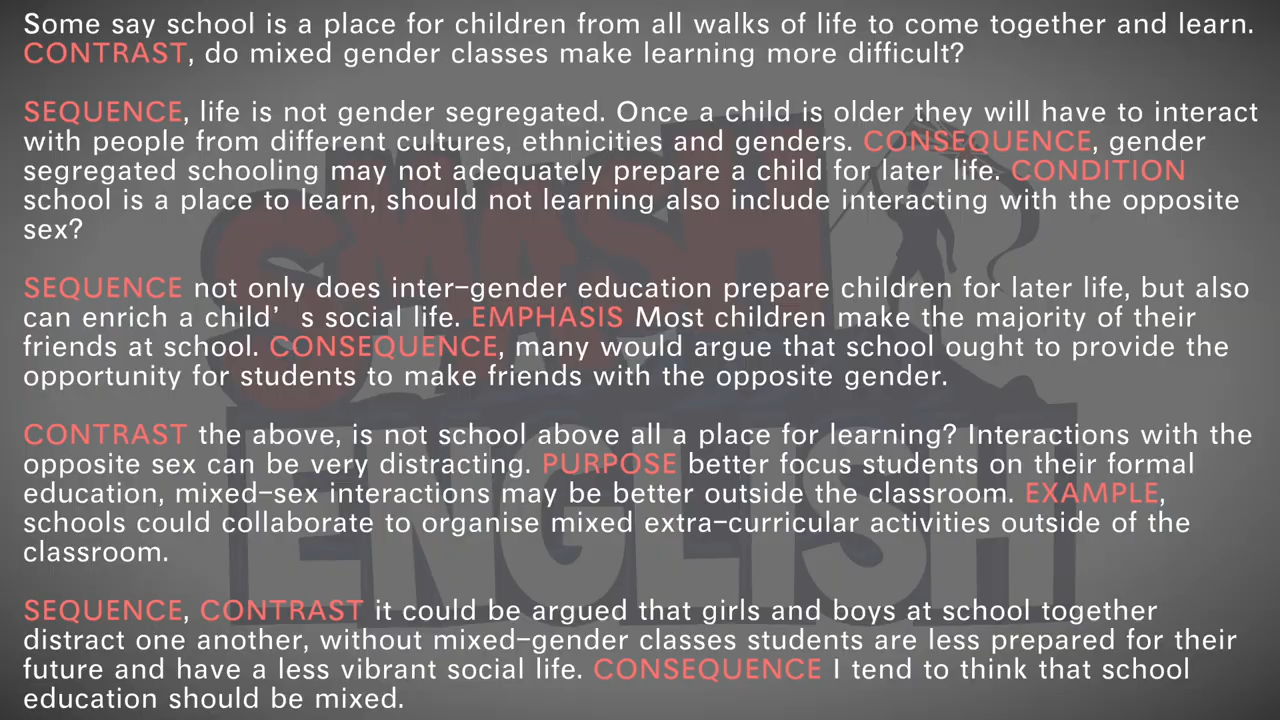 Some say school is a place for children from all walks of life to come together and learn.
CONTRAST, do mixed gender classes make learning more difficult?
SEQUENCE, life is not gender segregated. Once a child is older they will have to interact
with people from different cultures, ethnicities and genders. CONSEQUENCE, gender
segregated schooling may not adequately prepare a child for later life. CONDITION
school is a place to learn, should not learning also include interacting with the opposite
sex?
SEQUENCE not only does inter-gender education prepare children for later life, but also
can enrich a child's social life. EMPHASIS Most children make the majority of their
friends at school. CONSEQUENCE, many would argue that school ought to provide the
opportunity for students to make friends with the opposite gender.
CONTRAST the above, is not school above all a place for learning? Interactions with the
opposite sex can be very distracting. PURPOSE better focus students on their formal
education, mixed-sex interactions may be better outside the classroom. EXAMPLE,
schools could collaborate to organise mixed extra-curricular activities outside of the
classroom.
SEQUENCE, CONTRAST it could be argued that girls and boys at school together
distract one another, without mixed-gender classes students are less prepared for their
future and have a less vibrant social life. CONSEQUENCE I tend to think that school
education should be mixed.
SMASH
ENGLISH